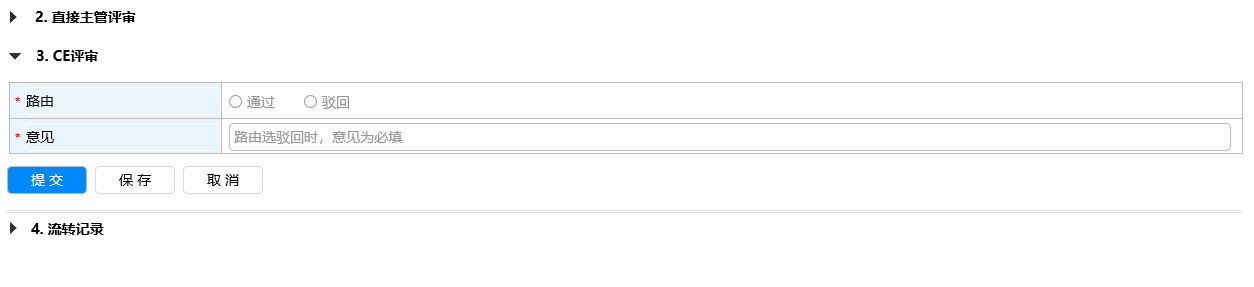 2. 直接主管评审
3. CE评审
* 路由 通过 驳回
* 意见 路由选驳回时，意见为必填
提 交 保 存 取 消
4. 流转记录